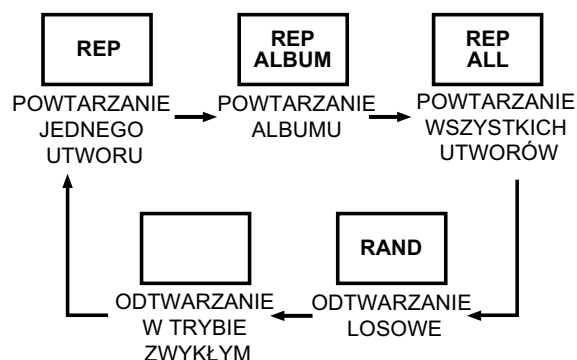 REP
POWTARZANIE
JEDNEGO
UTWORU
REP
ALBUM
POWTARZANIE
ALBUMU
REP
ALL
POWTARZANIE
WSZYSTKICH
UTWORÓW
RAND
ODTWARZANIE
LOSOWE
ODTWARZANIE
W TRYBIE
ZWYKŁYM